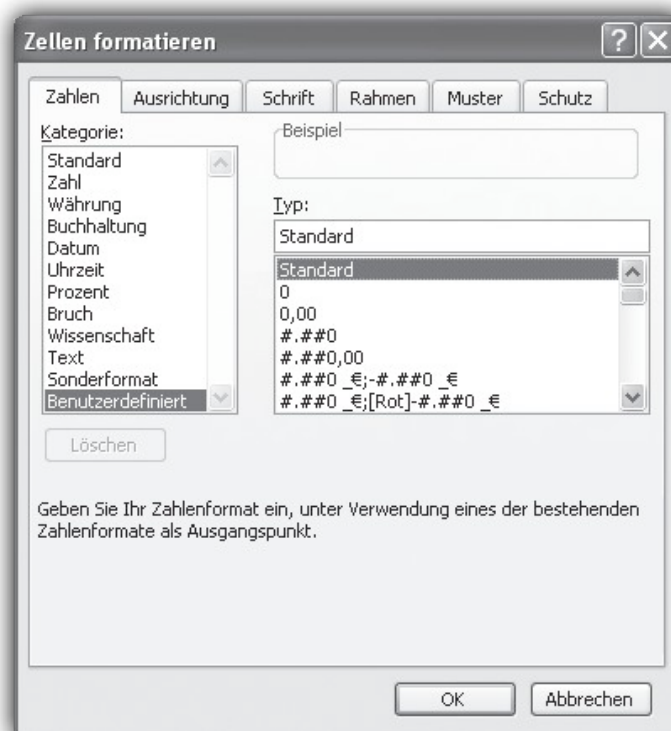 Zellen formatieren
Zahlen
Ausrichtung
Schrift
Rahmen
Muster
Schutz
Kategorie:
Standard
Zahl
Währung
Buchhaltung
Datum
Uhrzeit
Prozent
Bruch
Wissenschaft
Text
Sonderformat
Benutzerdefiniert
Löschen
Beispiel
Typ:
Standard
Standard
0
0,00
#.##0
#.##0,00
#.##0 _€;-#.##0 _€
#.##0 _€;[Rot]-#.##0 _€
Geben Sie Ihr Zahlenformat ein, unter Verwendung eines der bestehenden
Zahlenformate als Ausgangspunkt.
OK
Abbrechen